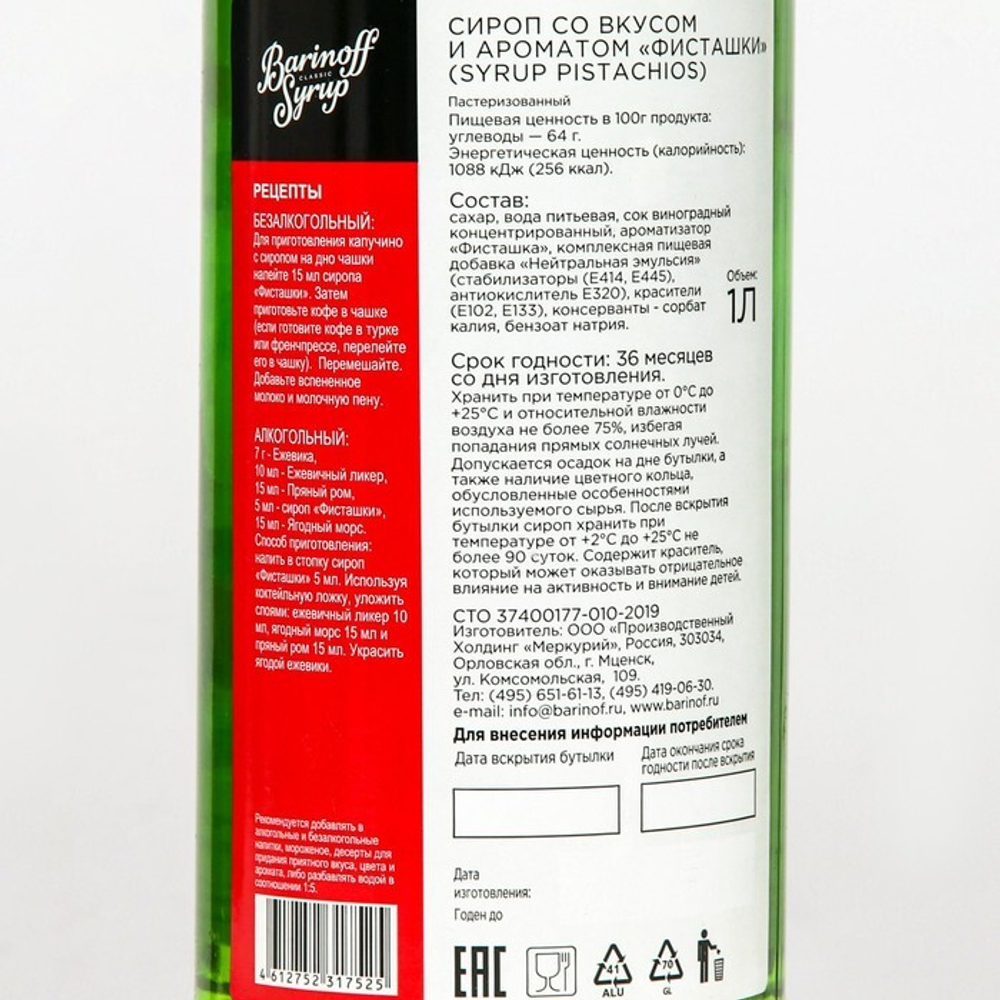 Barinoff
CLASSIC
Syrup
РЕЦЕПТЫ
БЕЗАЛКОГОЛЬНЫЙ:
Для приготовления капучино
с сиропом на дно чашки
налейте 15 мл сиропа
«Фисташки». Затем
приготовьте кофе в чашке
(если готовите кофе в турке
или френчпрессе, перелейте
его в чашку). Перемешайте.
Добавьте вспененное
молоко и молочную пену.
АЛКОГОЛЬНЫЙ:
7 г - Ежевика,
10 мл - Ежевичный ликер,
15 мл - Пряный ром,
5 мл - сироп «Фисташки»,
15 мл - Ягодный морс.
Способ приготовления:
налить в стопку сироп
«Фисташки» 5 мл. Используя
коктейльную ложку, уложить
слоями: ежевичный ликер 10
мл, ягодный морс 15 мл и
пряный ром 15 мл. Украсить
ягодой ежевики.
Рекомендуется добавлять в
алкогольные и безалкогольные
напитки, мороженое, десерты для
придания приятного вкуса, цвета и
аромата, либо разбавлять водой в
соотношении 1:5.
4 612752 317525
СИРОП СО ВКУСОМ
И АРОМАТОМ «ФИСТАШКИ»
(SYRUP PISTACHIOS)
Пастеризованный
Пищевая ценность в 100г продукта:
углеводы — 64 г.
Энергетическая ценность (калорийность):
1088 кДж (256 ккал).
Состав:
сахар, вода питьевая, сок виноградный
концентрированный, ароматизатор
«Фисташка», комплексная пищевая
добавка «Нейтральная эмульсия»
(стабилизаторы (Е414, Е445),
антиокислитель Е320), красители
(Е102, Е133), консерванты - сорбат
калия, бензоат натрия.
Объем:
1Л
Срок годности: 36 месяцев
со дня изготовления.
Хранить при температуре от 0°С до
+25°С и относительной влажности
воздуха не более 75%, избегая
попадания прямых солнечных лучей.
Допускается осадок на дне бутылки, а
также наличие цветного кольца,
обусловленные особенностями
используемого сырья. После вскрытия
бутылки сироп хранить при
температуре от +2°С до +25°С не
более 90 суток. Содержит краситель,
который может оказывать отрицательное
влияние на активность и внимание детей.
СТО 37400177-010-2019
Изготовитель: ООО «Производственный
Холдинг «Меркурий», Россия, 303034,
Орловская обл., г. Мценск,
ул. Комсомольская, 109.
Тел: (495) 651-61-13, (495) 419-06-30.
e-mail: info@barinof.ru, www.barinof.ru
Для внесения информации потребителем
Дата вскрытия бутылки
Дата окончания срока
годности после вскрытия
Дата
изготовления:
Годен до
EAC
41
ALU
70
GL